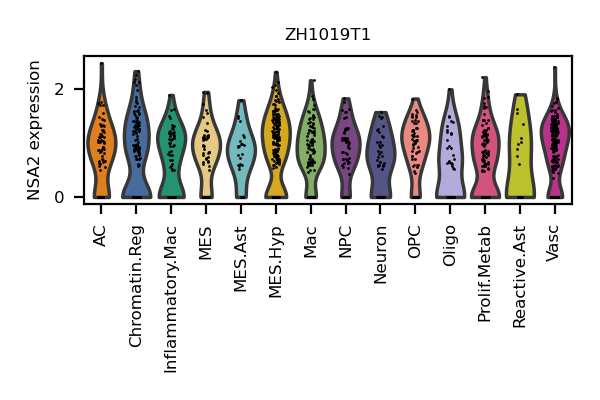 ZH1019T1
NSA2 expression
2
0
AC
Chromatin.Reg
Inflammatory.Mac
MES
MES.Ast
MES.Hyp
Mac
NPC
Neuron
OPC
Oligo
Prolif.Metab
Reactive.Ast
Vasc